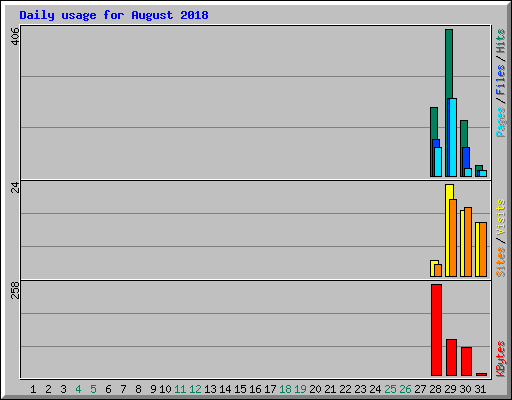 Daily usage for August 2018
406
24
258
Pages / Files / Hits
Sites / Visits
KBytes
1 2 3 4 5 6 7 8 9 10 11 12 13 14 15 16 17 18 19 20 21 22 23 24 25 26 27 28 29 30 31